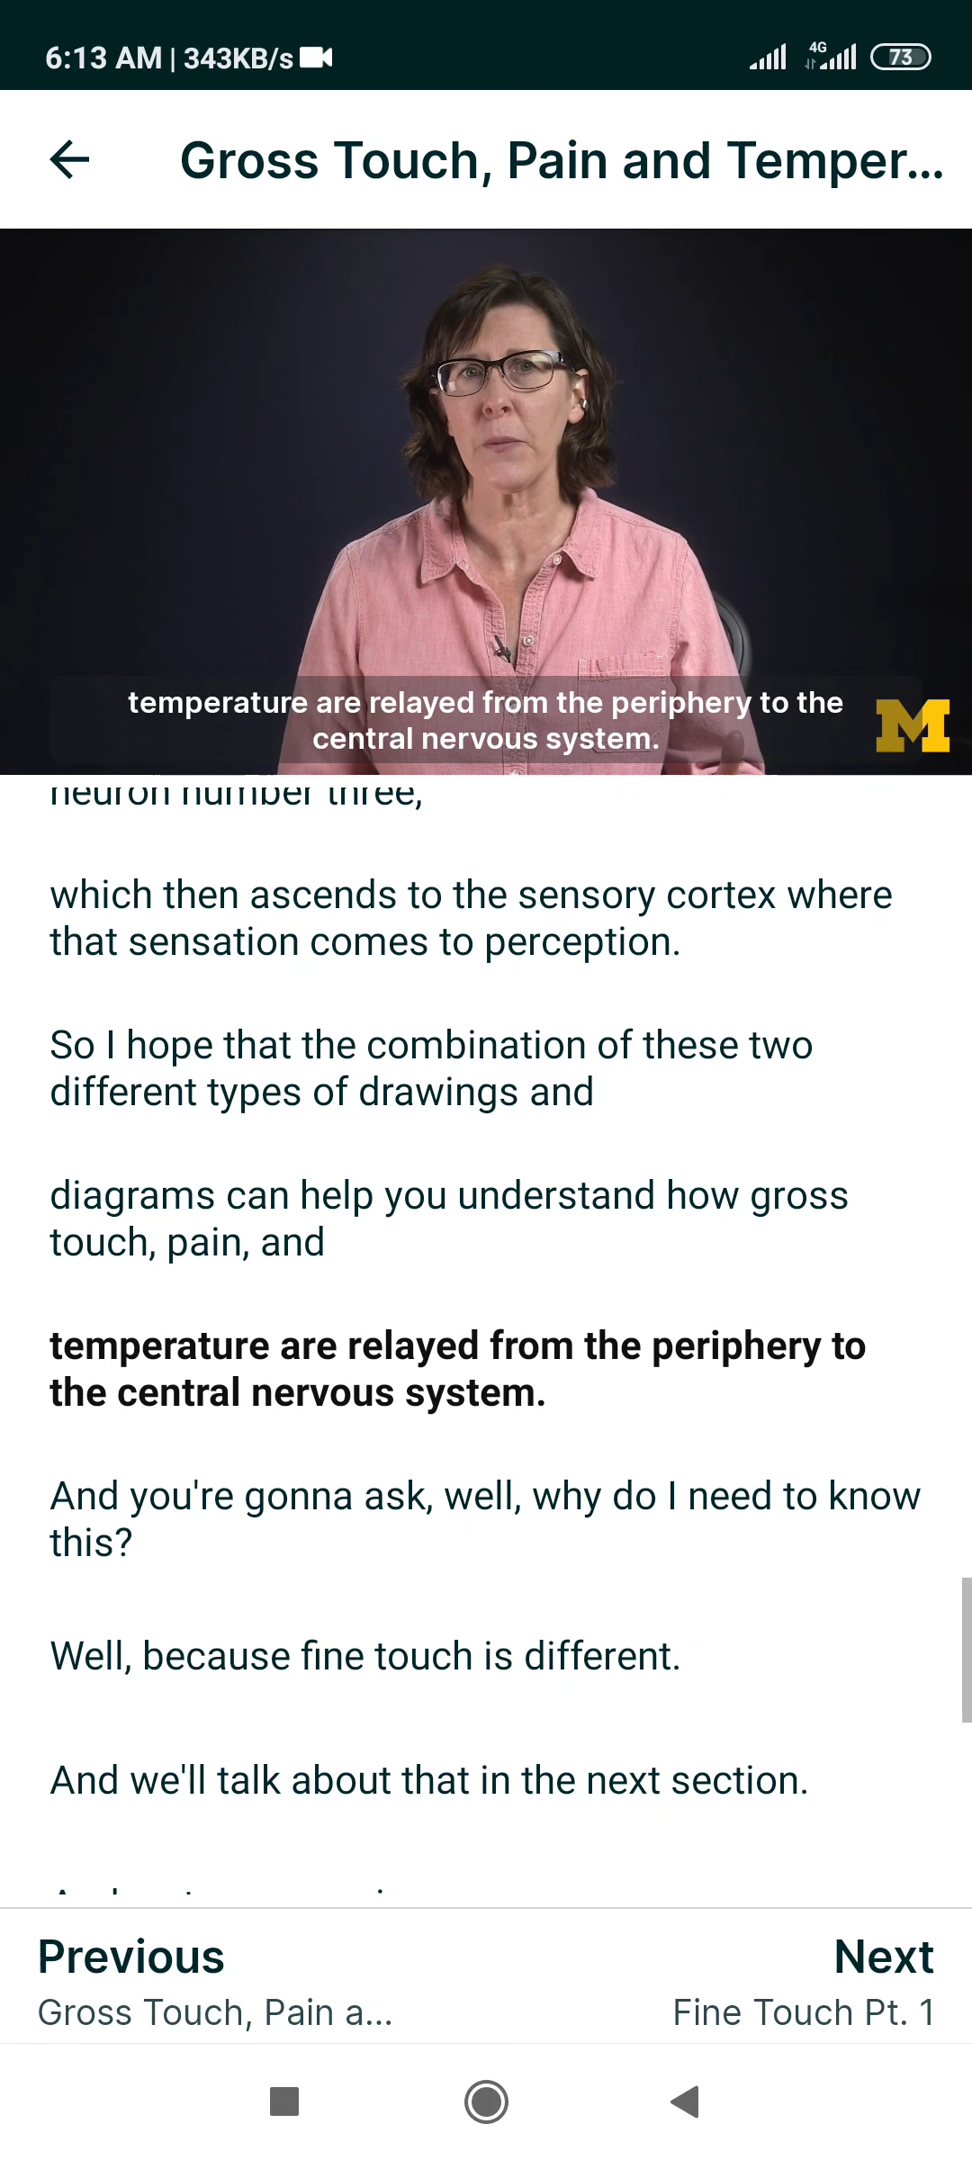 6:13 AM | 343KB/s
4G
73
Gross Touch, Pain and Temper...
temperature are relayed from the periphery to the
central nervous system.
M
neuron number three,
which then ascends to the sensory cortex where
that sensation comes to perception.
So I hope that the combination of these two
different types of drawings and
diagrams can help you understand how gross
touch, pain, and
temperature are relayed from the periphery to
the central nervous system.
And you're gonna ask, well, why do I need to know
this?
Well, because fine touch is different.
And we'll talk about that in the next section.
Previous
Next
Gross Touch, Pain a...
Fine Touch Pt. 1